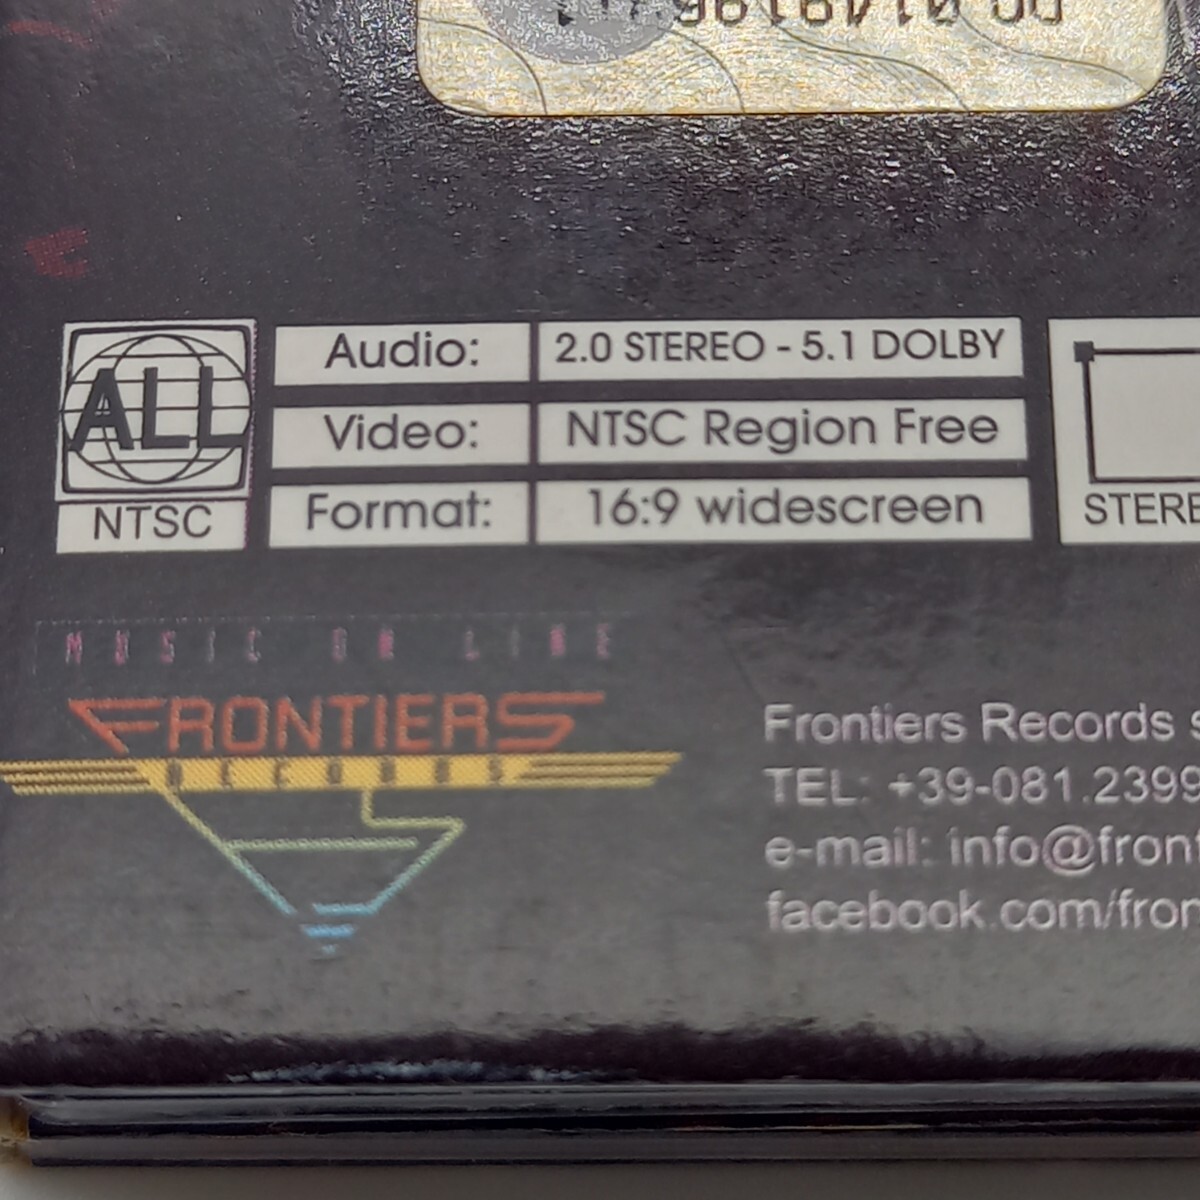 ALL
NTSC
Audio: 2.0 STEREO - 5.1 DOLBY
Video: NTSC Region Free
Format: 16:9 widescreen
MUSIC ON LINE
FRONTIERS
RECORDS
Frontiers Records
TEL: +39-081.2399
e-mail: info@front
facebook.com/fron